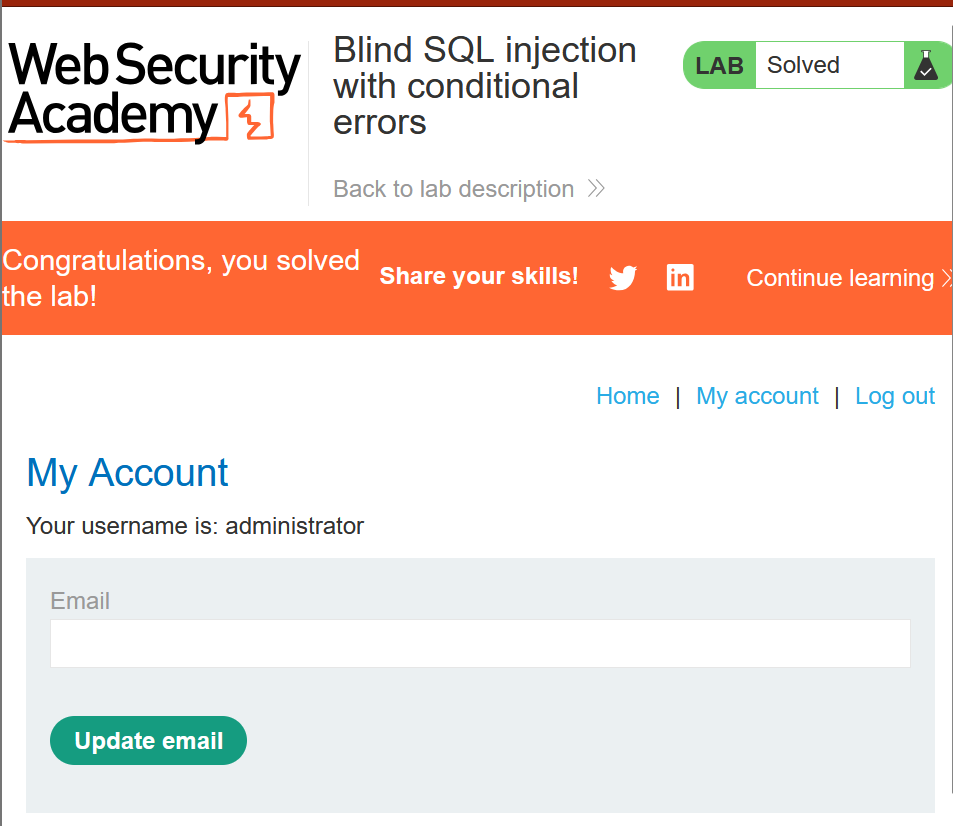 Web Security
Academy
Blind SQL injection
with conditional
errors
LAB Solved
Back to lab description
Congratulations, you solved
the lab!
Share your skills!
Continue learning
Home | My account | Log out
My Account
Your username is: administrator
Email
Update email